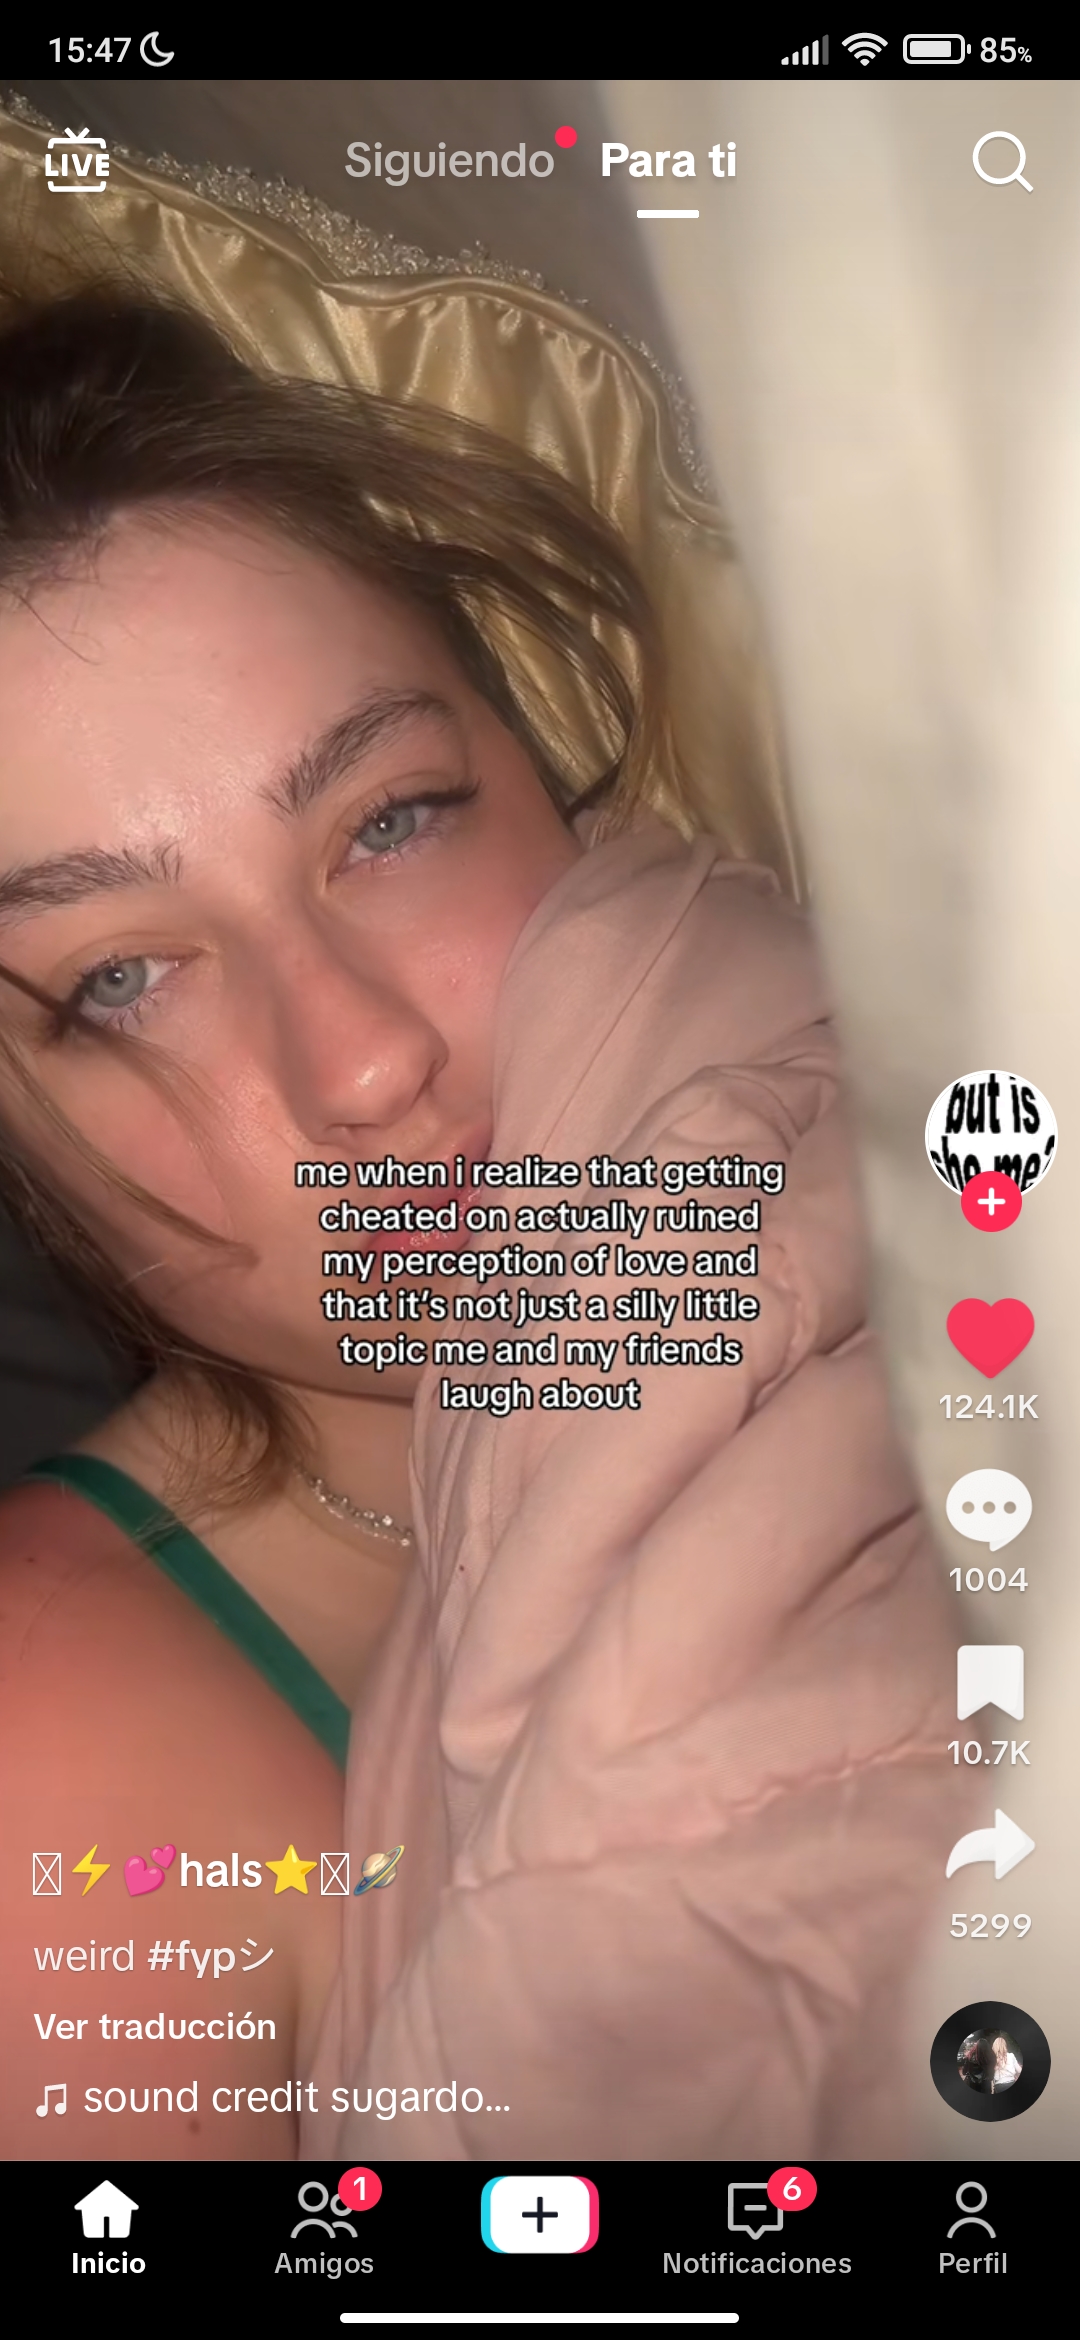 15:47
85%
LIVE
Siguiendo
Para ti
but is
me when i realize that getting
cheated on actually ruined
my perception of love and
that it's not just a silly little
topic me and my friends
laugh about
124.1K
1004
10.7K
5299
⚡💕hals⭐🪐
weird #fypシ
Ver traducción
sound credit sugardo...
Inicio
Amigos
1
Notificaciones
6
Perfil